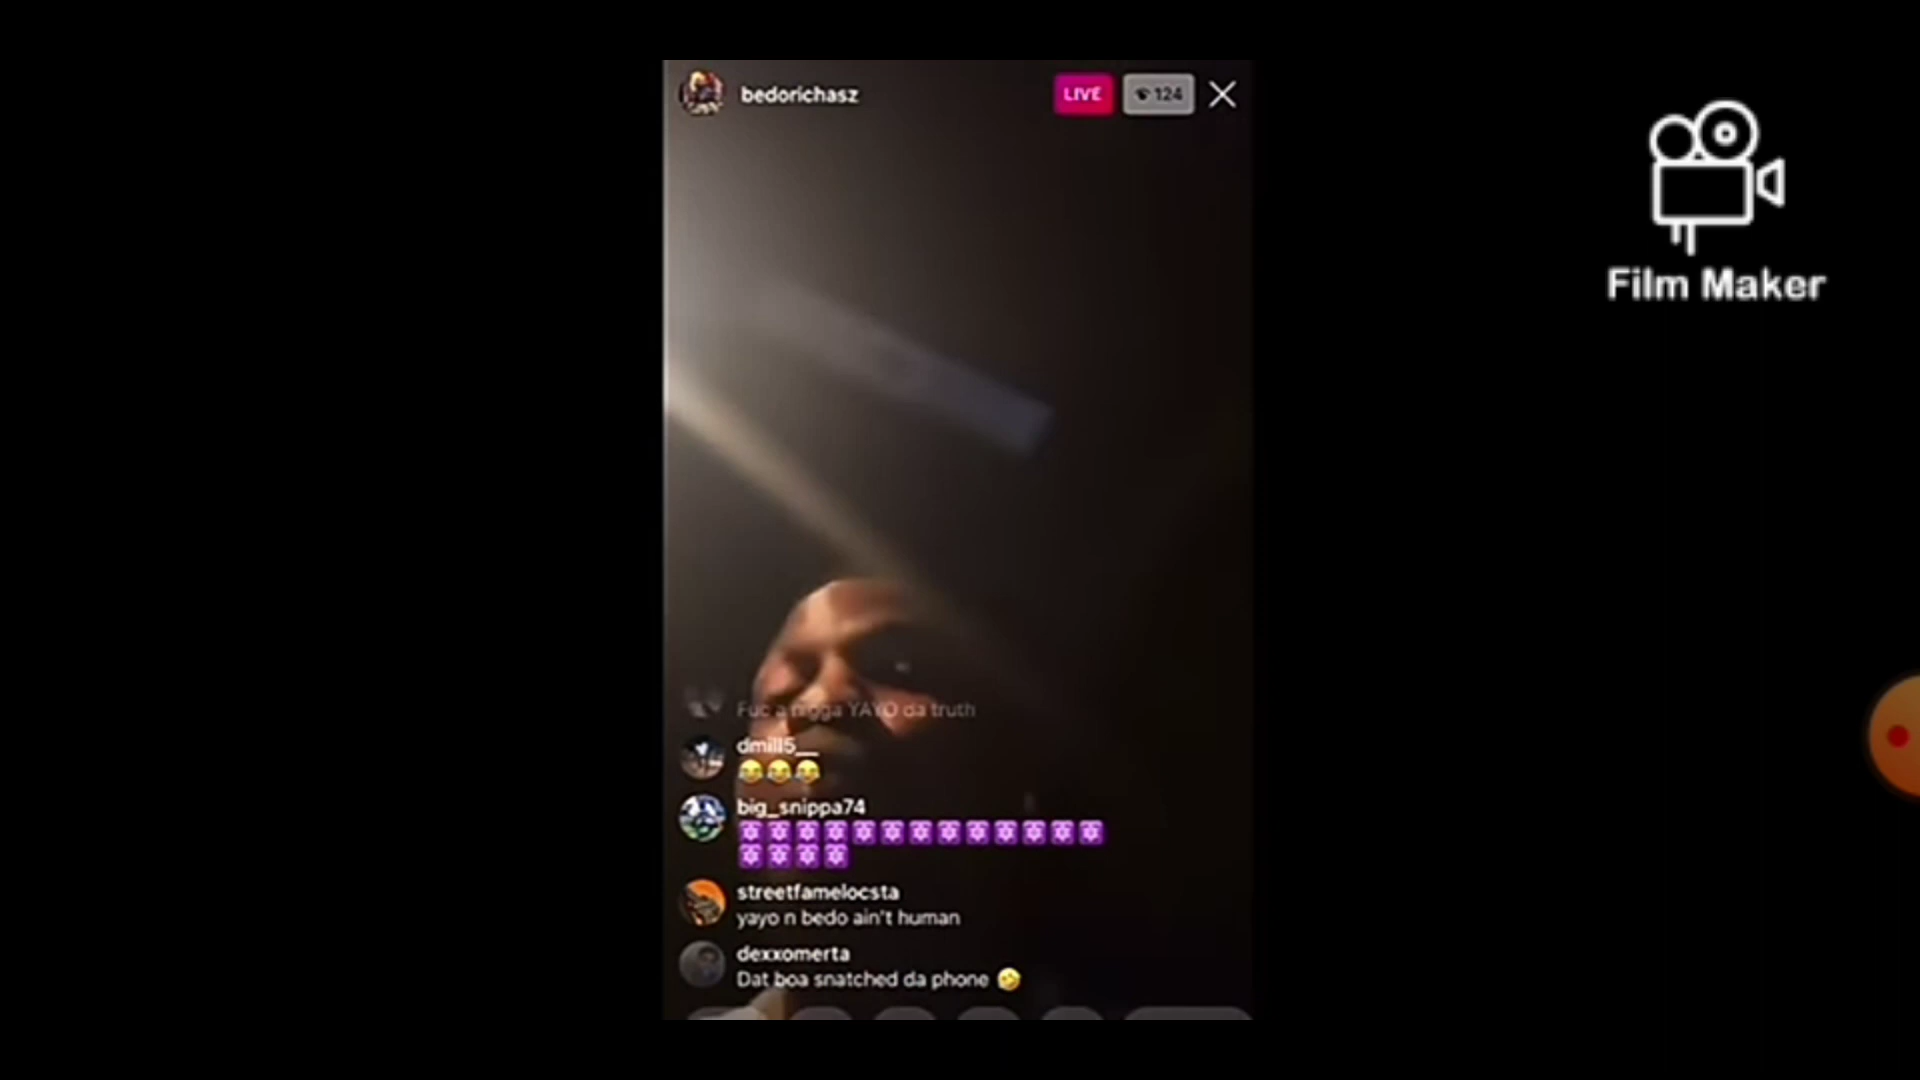 bedorichasz
LIVE
124
Film Maker
Fuc a nigga YAYO da truth
dmill5__
😂😂😂
big_snippa74
🔯🔯🔯🔯🔯🔯🔯🔯🔯🔯🔯🔯🔯
🔯🔯🔯🔯
streetfamelocsta
yayo n bedo ain't human
dexxomerta
Dat boa snatched da phone 🤣